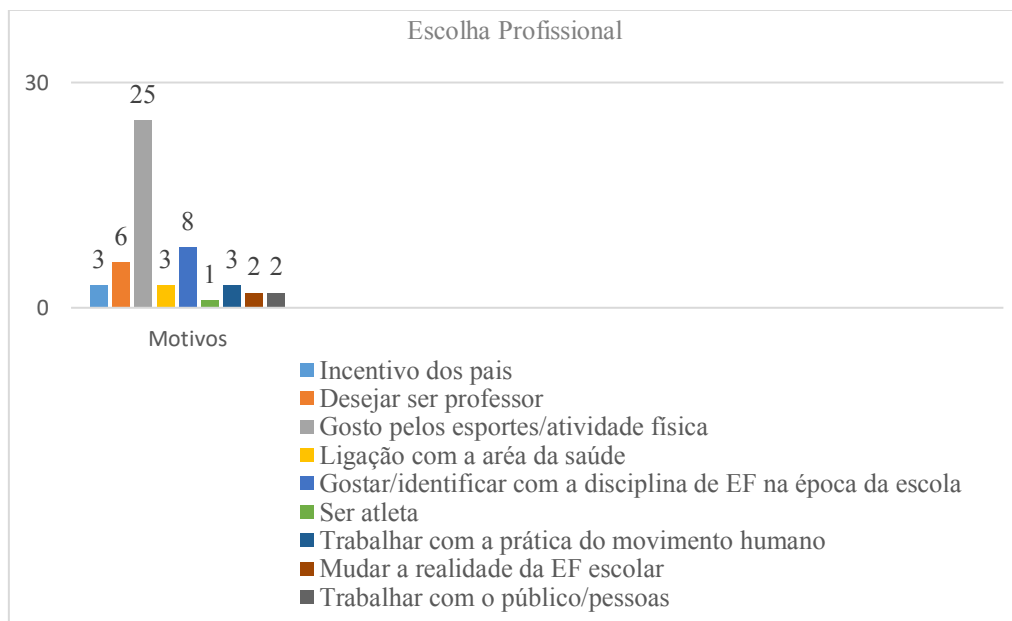 Escolha Profissional
30
25
8
6
3
3
3
2
2
1
0
Motivos
Incentivo dos pais
Desejar ser professor
Gosto pelos esportes/atividade física
Ligação com a aréa da saúde
Gostar/identificar com a disciplina de EF na época da escola
Ser atleta
Trabalhar com a prática do movimento humano
Mudar a realidade da EF escolar
Trabalhar com o público/pessoas